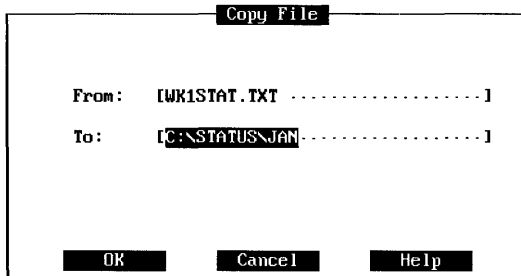 Copy File
From: [WK1STAT.TXT ...................]
To: [C:\STATUS\JAN..................]
OK Cancel Help